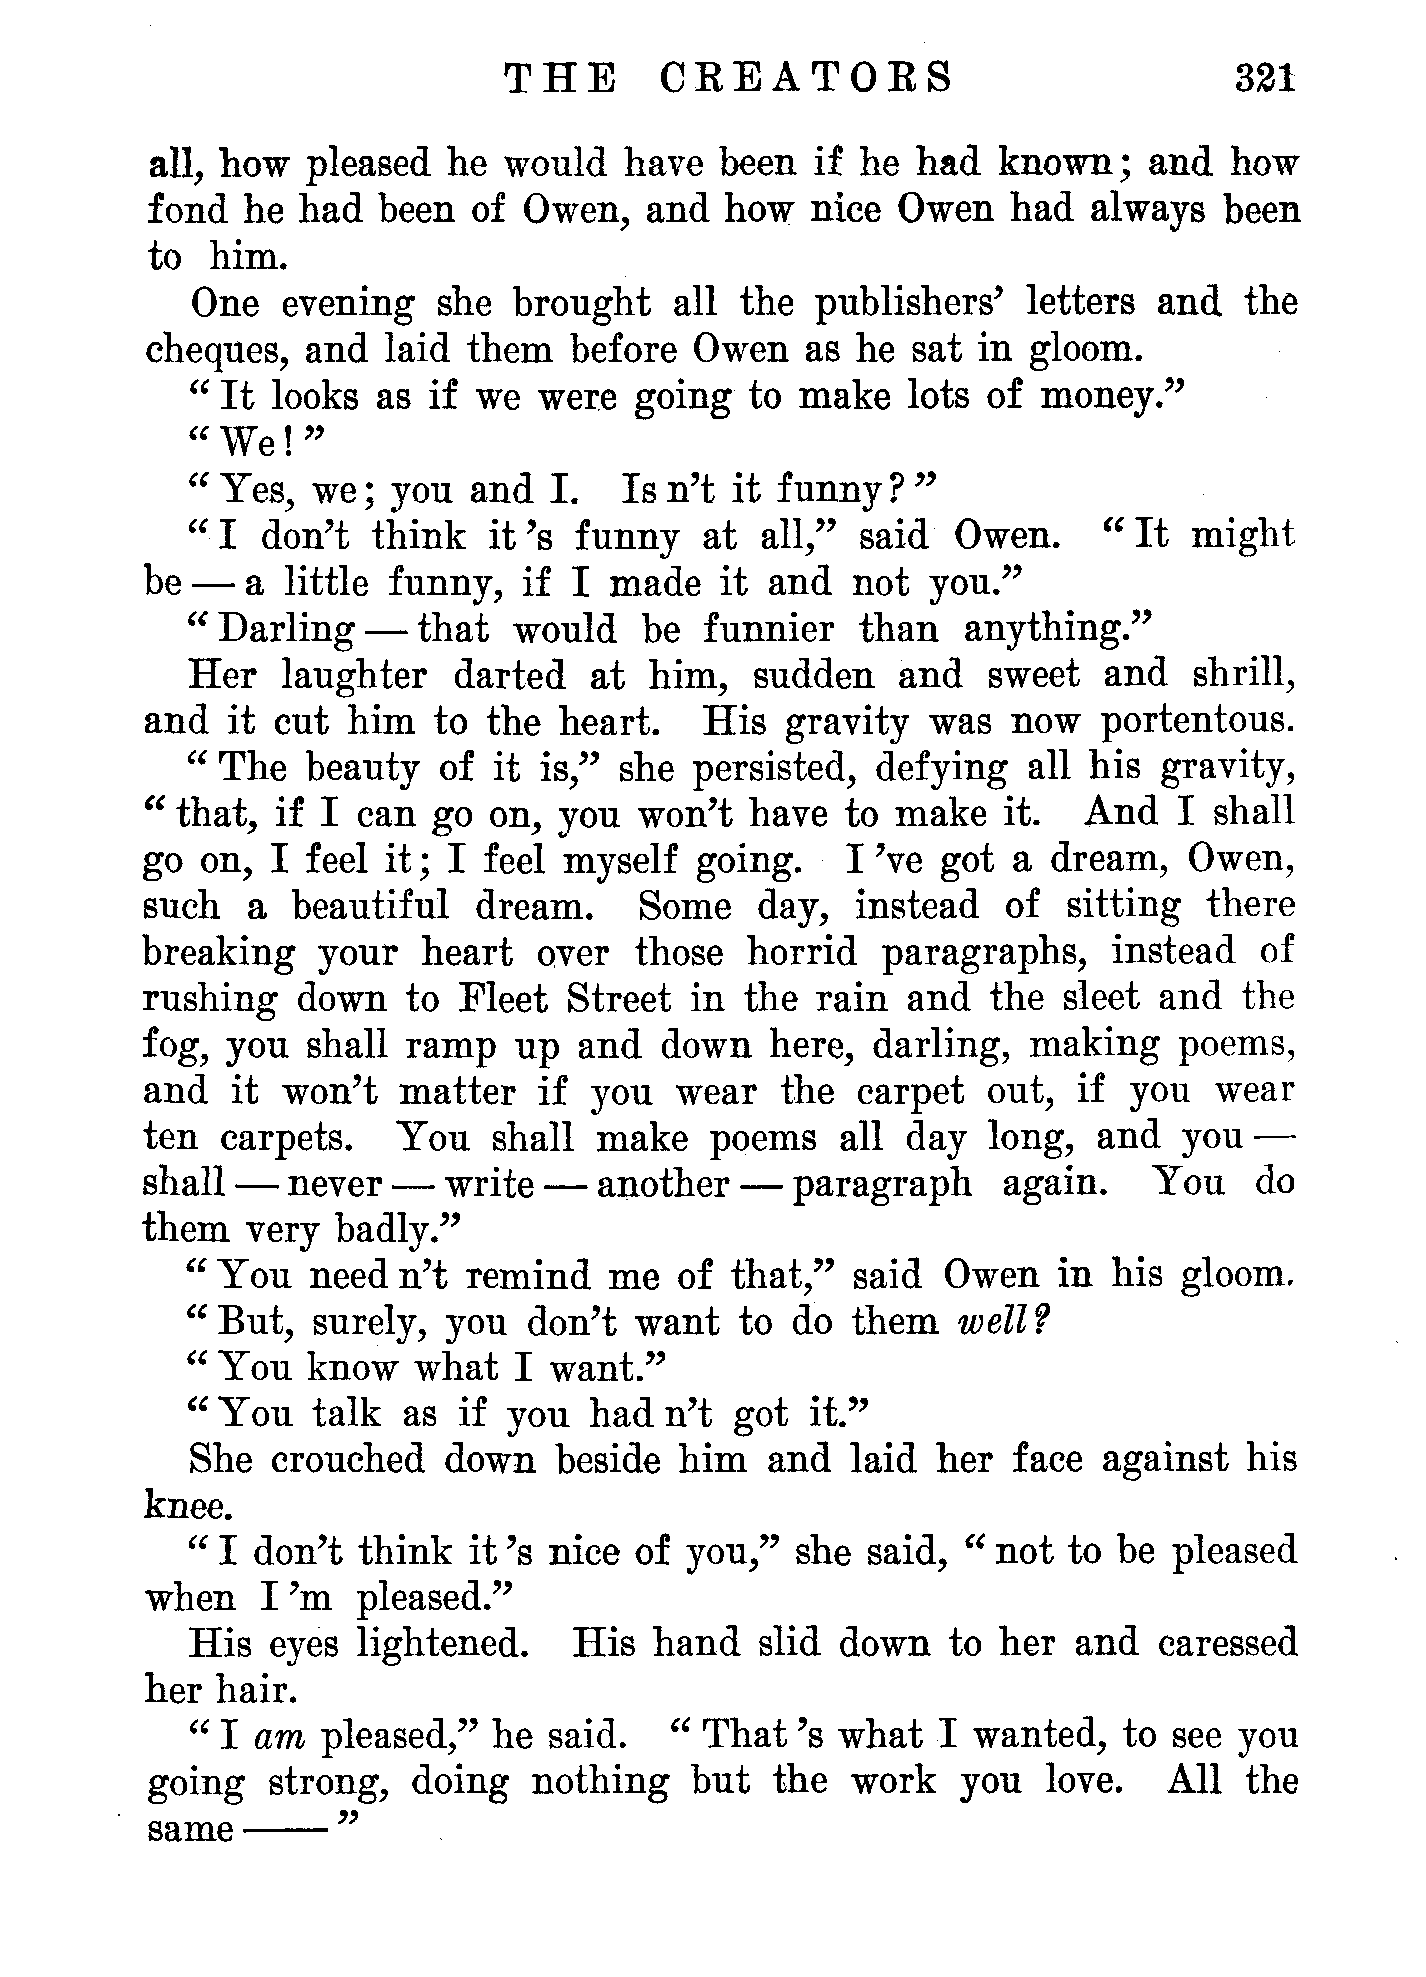 THE CREATORS 321
all, how pleased he would have been if he had known; and how
fond he had been of Owen, and how nice Owen had always been
to him.
One evening she brought all the publishers' letters and the
cheques, and laid them before Owen as he sat in gloom.
"It looks as if we were going to make lots of money."
"We!"
"Yes, we; you and I. Is n't it funny?"
"I don't think it 's funny at all," said Owen. "It might
be — a little funny, if I made it and not you."
"Darling — that would be funnier than anything."
Her laughter darted at him, sudden and sweet and shrill,
and it cut him to the heart. His gravity was now portentous.
"The beauty of it is," she persisted, defying all his gravity,
"that, if I can go on, you won't have to make it. And I shall
go on, I feel it; I feel myself going. I 've got a dream, Owen,
such a beautiful dream. Some day, instead of sitting there
breaking your heart over those horrid paragraphs, instead of
rushing down to Fleet Street in the rain and the sleet and the
fog, you shall ramp up and down here, darling, making poems,
and it won't matter if you wear the carpet out, if you wear
ten carpets. You shall make poems all day long, and you —
shall — never — write — another — paragraph again. You do
them very badly."
"You need n't remind me of that," said Owen in his gloom.
"But, surely, you don't want to do them well?
"You know what I want."
"You talk as if you had n't got it."
She crouched down beside him and laid her face against his
knee.
"I don't think it 's nice of you," she said, "not to be pleased
when I 'm pleased."
His eyes lightened. His hand slid down to her and caressed
her hair.
"I am pleased," he said. "That 's what I wanted, to see you
going strong, doing nothing but the work you love. All the
same —— "